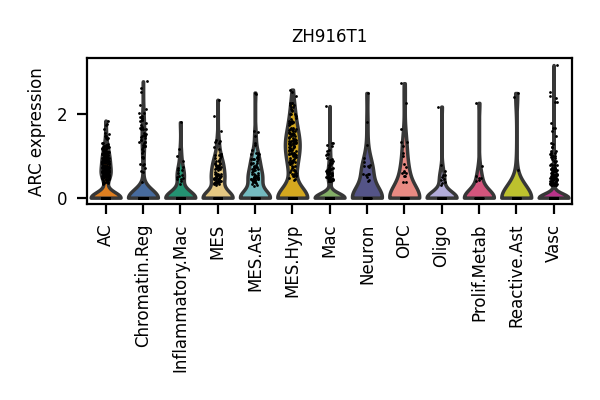 ZH916T1
ARC expression
2
0
AC
Chromatin.Reg
Inflammatory.Mac
MES
MES.Ast
MES.Hyp
Mac
Neuron
OPC
Oligo
Prolif.Metab
Reactive.Ast
Vasc